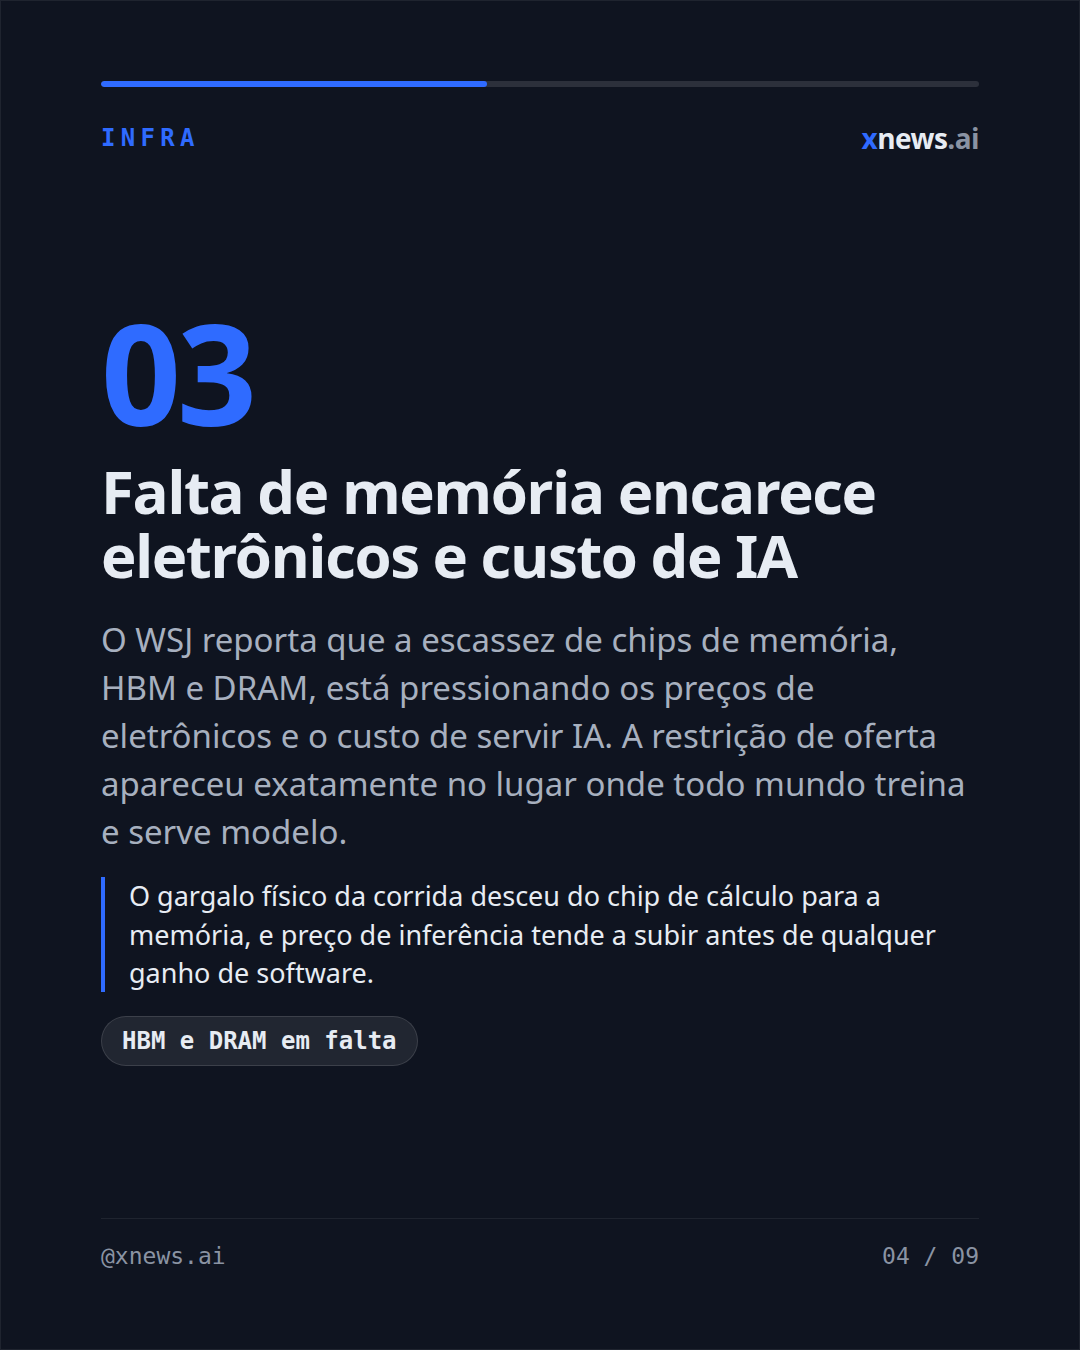 INFRA
xnews.ai
03
Falta de memória encarece
eletrônicos e custo de IA
O WSJ reporta que a escassez de chips de memória,
HBM e DRAM, está pressionando os preços de
eletrônicos e o custo de servir IA. A restrição de oferta
apareceu exatamente no lugar onde todo mundo treina
e serve modelo.
O gargalo físico da corrida desceu do chip de cálculo para a
memória, e preço de inferência tende a subir antes de qualquer
ganho de software.
HBM e DRAM em falta
@xnews.ai
04 / 09